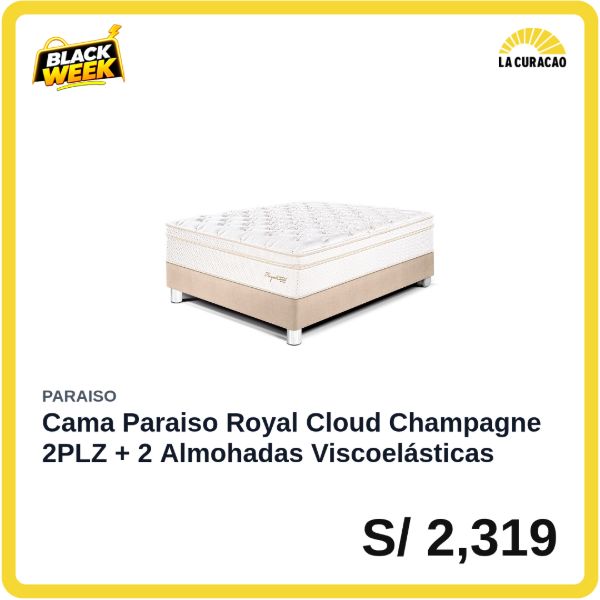 BLACK
WEEK
LA CURACAO
PARAISO
Cama Paraiso Royal Cloud Champagne
2PLZ + 2 Almohadas Viscoelásticas
S/ 2,319